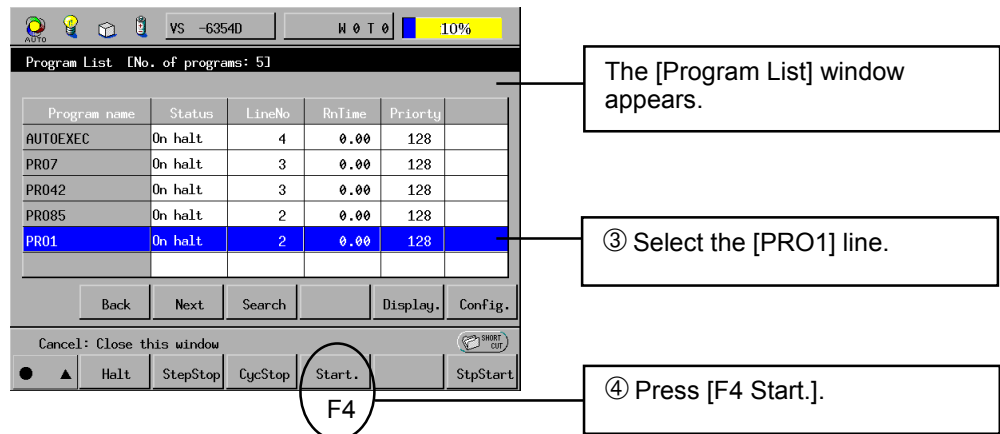 AUTO VS -6354D W 0 T 0 10%
Program List [No. of programs: 5]
Program name Status LineNo RnTime Priorty
AUTOEXEC On halt 4 0.00 128
PRO7 On halt 3 0.00 128
PRO42 On halt 3 0.00 128
PRO85 On halt 2 0.00 128
PRO1 On halt 2 0.00 128
Back Next Search Display. Config.
Cancel: Close this window SHORT CUT
Halt StepStop CycStop Start. StpStart
F4
The [Program List] window
appears.
③ Select the [PRO1] line.
④ Press [F4 Start.].